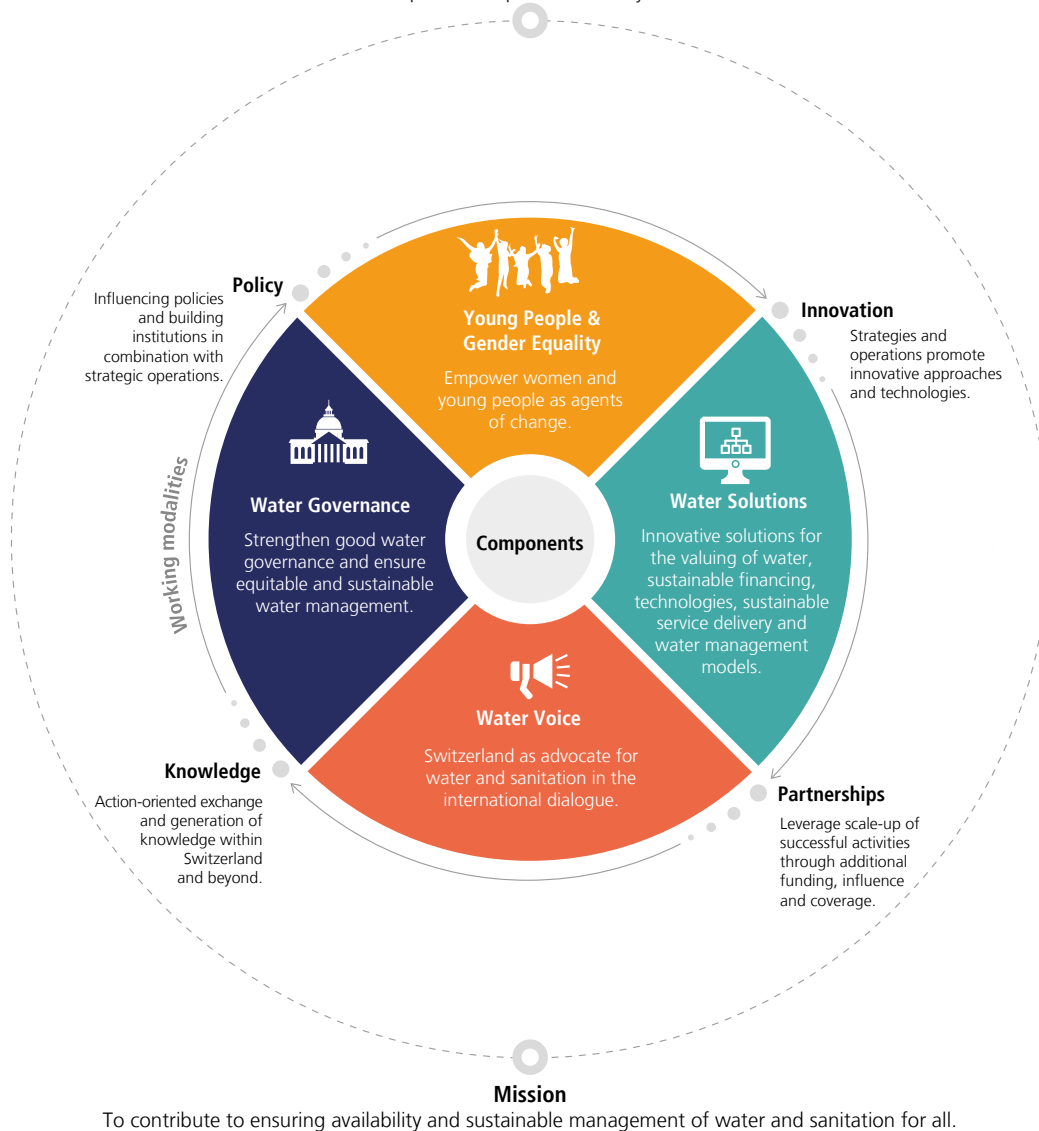 Policy
Influencing policies
and building
institutions in
combination with
strategic operations.
Young People &
Gender Equality
Empower women and
young people as agents
of change.
Innovation
Strategies and
operations promote
innovative approaches
and technologies.
Working modalities
Water Governance
Strengthen good water
governance and ensure
equitable and sustainable
water management.
Components
Water Solutions
Innovative solutions for
the valuing of water,
sustainable financing,
technologies, sustainable
service delivery and
water management
models.
Water Voice
Switzerland as advocate for
water and sanitation in the
international dialogue.
Knowledge
Action-oriented exchange
and generation of
knowledge within
Switzerland
and beyond.
Partnerships
Leverage scale-up of
successful activities
through additional
funding, influence
and coverage.
Mission
To contribute to ensuring availability and sustainable management of water and sanitation for all.